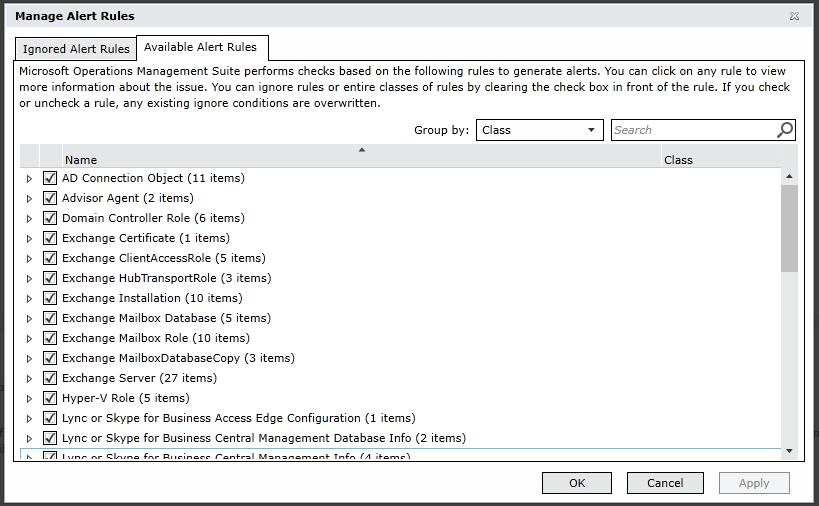 Manage Alert Rules
Ignored Alert Rules
Available Alert Rules
Microsoft Operations Management Suite performs checks based on the following rules to generate alerts. You can click on any rule to view
more information about the issue. You can ignore rules or entire classes of rules by clearing the check box in front of the rule. If you check
or uncheck a rule, any existing ignore conditions are overwritten.
Group by: Class Search
Name Class
AD Connection Object (11 items)
Advisor Agent (2 items)
Domain Controller Role (6 items)
Exchange Certificate (1 items)
Exchange ClientAccessRole (5 items)
Exchange HubTransportRole (3 items)
Exchange Installation (10 items)
Exchange Mailbox Database (5 items)
Exchange Mailbox Role (10 items)
Exchange MailboxDatabaseCopy (3 items)
Exchange Server (27 items)
Hyper-V Role (5 items)
Lync or Skype for Business Access Edge Configuration (1 items)
Lync or Skype for Business Central Management Database Info (2 items)
Lync or Skype for Business Central Management Info (4 items)
OK Cancel Apply